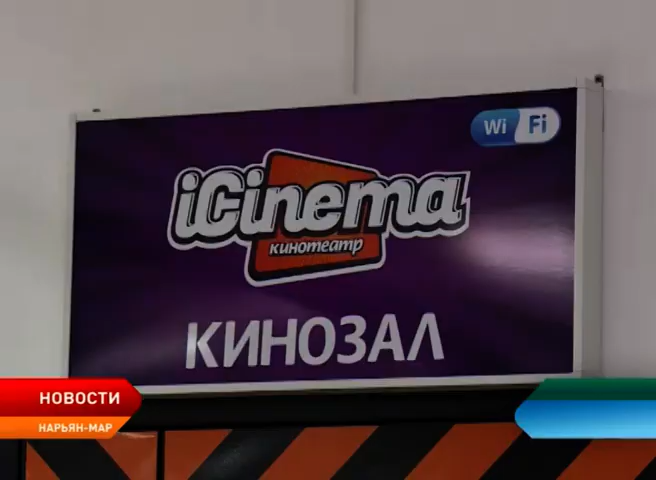 Wi Fi
iCinema
кинотеатр
КИНОЗАЛ
НОВОСТИ
НАРЬЯН-МАР